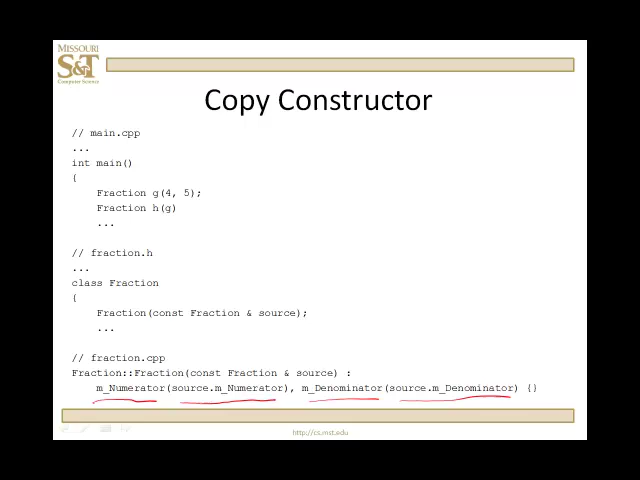 MISSOURI
S&T
Computer Science
Copy Constructor
// main.cpp
...
int main()
{
Fraction g(4, 5);
Fraction h(g)
...
// fraction.h
...
class Fraction
{
Fraction(const Fraction & source);
...
// fraction.cpp
Fraction::Fraction(const Fraction & source) :
m_Numerator(source.m_Numerator), m_Denominator(source.m_Denominator) {}
http://cs.mst.edu